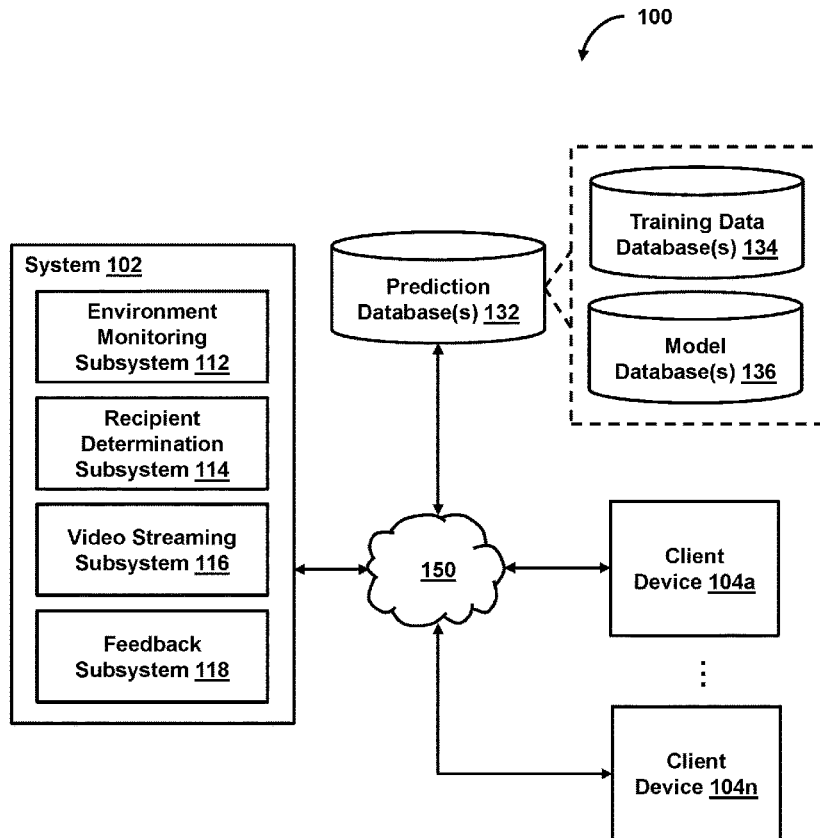 100
Training Data
Database(s) 134
Model
Database(s) 136
Prediction
Database(s) 132
System 102
Environment
Monitoring
Subsystem 112
Recipient
Determination
Subsystem 114
Video Streaming
Subsystem 116
Feedback
Subsystem 118
150
Client
Device 104a
⋮
Client
Device 104n